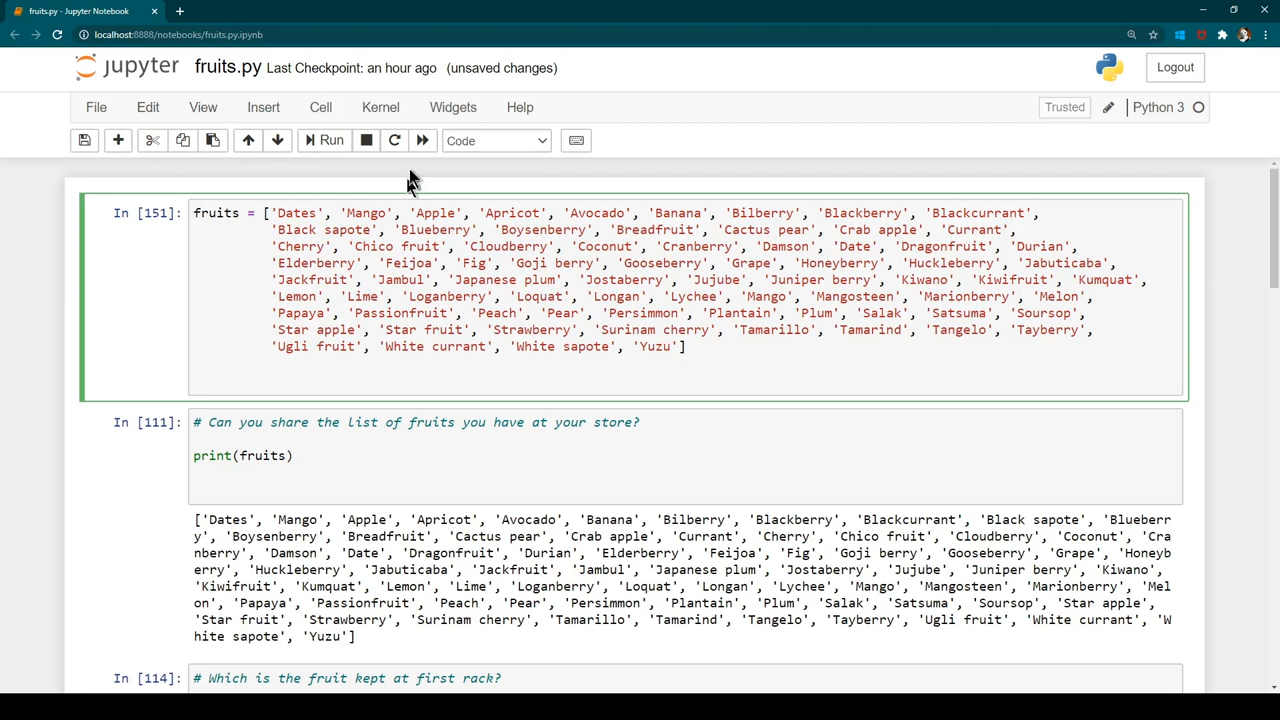 fruits.py - Jupyter Notebook
localhost:8888/notebooks/fruits.py.ipynb
jupyter fruits.py Last Checkpoint: an hour ago (unsaved changes) Logout
File Edit View Insert Cell Kernel Widgets Help Trusted Python 3
Run Code
In [151]: fruits = ['Dates', 'Mango', 'Apple', 'Apricot', 'Avocado', 'Banana', 'Bilberry', 'Blackberry', 'Blackcurrant',
'Black sapote', 'Blueberry', 'Boysenberry', 'Breadfruit', 'Cactus pear', 'Crab apple', 'Currant',
'Cherry', 'Chico fruit', 'Cloudberry', 'Coconut', 'Cranberry', 'Damson', 'Date', 'Dragonfruit', 'Durian',
'Elderberry', 'Feijoa', 'Fig', 'Goji berry', 'Gooseberry', 'Grape', 'Honeyberry', 'Huckleberry', 'Jabuticaba',
'Jackfruit', 'Jambul', 'Japanese plum', 'Jostaberry', 'Jujube', 'Juniper berry', 'Kiwano', 'Kiwifruit', 'Kumquat',
'Lemon', 'Lime', 'Loganberry', 'Loquat', 'Longan', 'Lychee', 'Mango', 'Mangosteen', 'Marionberry', 'Melon',
'Papaya', 'Passionfruit', 'Peach', 'Pear', 'Persimmon', 'Plantain', 'Plum', 'Salak', 'Satsuma', 'Soursop',
'Star apple', 'Star fruit', 'Strawberry', 'Surinam cherry', 'Tamarillo', 'Tamarind', 'Tangelo', 'Tayberry',
'Ugli fruit', 'White currant', 'White sapote', 'Yuzu']
In [111]: # Can you share the list of fruits you have at your store?
print(fruits)
['Dates', 'Mango', 'Apple', 'Apricot', 'Avocado', 'Banana', 'Bilberry', 'Blackberry', 'Blackcurrant', 'Black sapote', 'Blueberr
y', 'Boysenberry', 'Breadfruit', 'Cactus pear', 'Crab apple', 'Currant', 'Cherry', 'Chico fruit', 'Cloudberry', 'Coconut', 'Cra
nberry', 'Damson', 'Date', 'Dragonfruit', 'Durian', 'Elderberry', 'Feijoa', 'Fig', 'Goji berry', 'Gooseberry', 'Grape', 'Honeyb
erry', 'Huckleberry', 'Jabuticaba', 'Jackfruit', 'Jambul', 'Japanese plum', 'Jostaberry', 'Jujube', 'Juniper berry', 'Kiwano',
'Kiwifruit', 'Kumquat', 'Lemon', 'Lime', 'Loganberry', 'Loquat', 'Longan', 'Lychee', 'Mango', 'Mangosteen', 'Marionberry', 'Mel
on', 'Papaya', 'Passionfruit', 'Peach', 'Pear', 'Persimmon', 'Plantain', 'Plum', 'Salak', 'Satsuma', 'Soursop', 'Star apple',
'Star fruit', 'Strawberry', 'Surinam cherry', 'Tamarillo', 'Tamarind', 'Tangelo', 'Tayberry', 'Ugli fruit', 'White currant', 'W
hite sapote', 'Yuzu']
In [114]: # Which is the fruit kept at first rack?